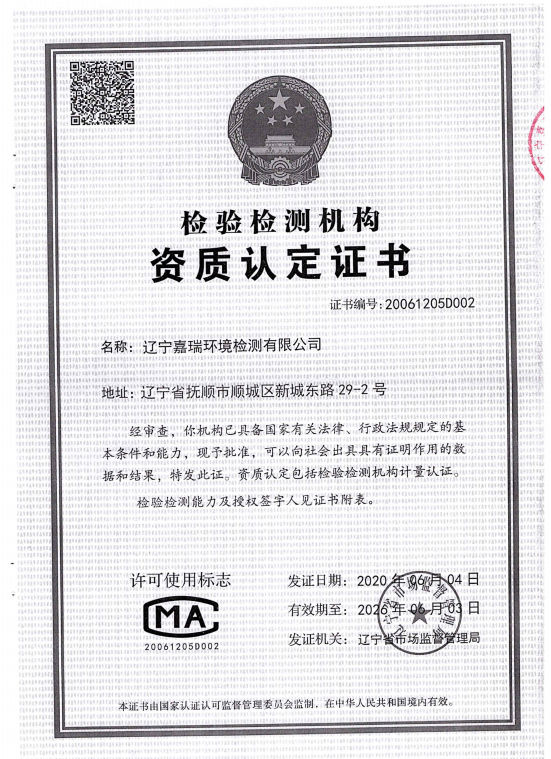 检验检测机构
资质认定证书
证书编号:20061205D002
名称：辽宁嘉瑞环境检测有限公司
地址：辽宁省抚顺市顺城区新城东路 29-2 号
经审查，你机构已具备国家有关法律、行政法规规定的基
本条件和能力，现予批准，可以向社会出具具有证明作用的数
据和结果，特发此证。资质认定包括检验检测机构计量认证。
检验检测能力及授权签字人见证书附表。
许可使用标志
MA
20061205D002
发证日期：2020 年 06 月 04 日
有效期至：2026 年 06 月 03 日
发证机关：辽宁省市场监督管理局
辽宁省市场监督管理局
本证书由国家认证认可监督管理委员会监制，在中华人民共和国境内有效。